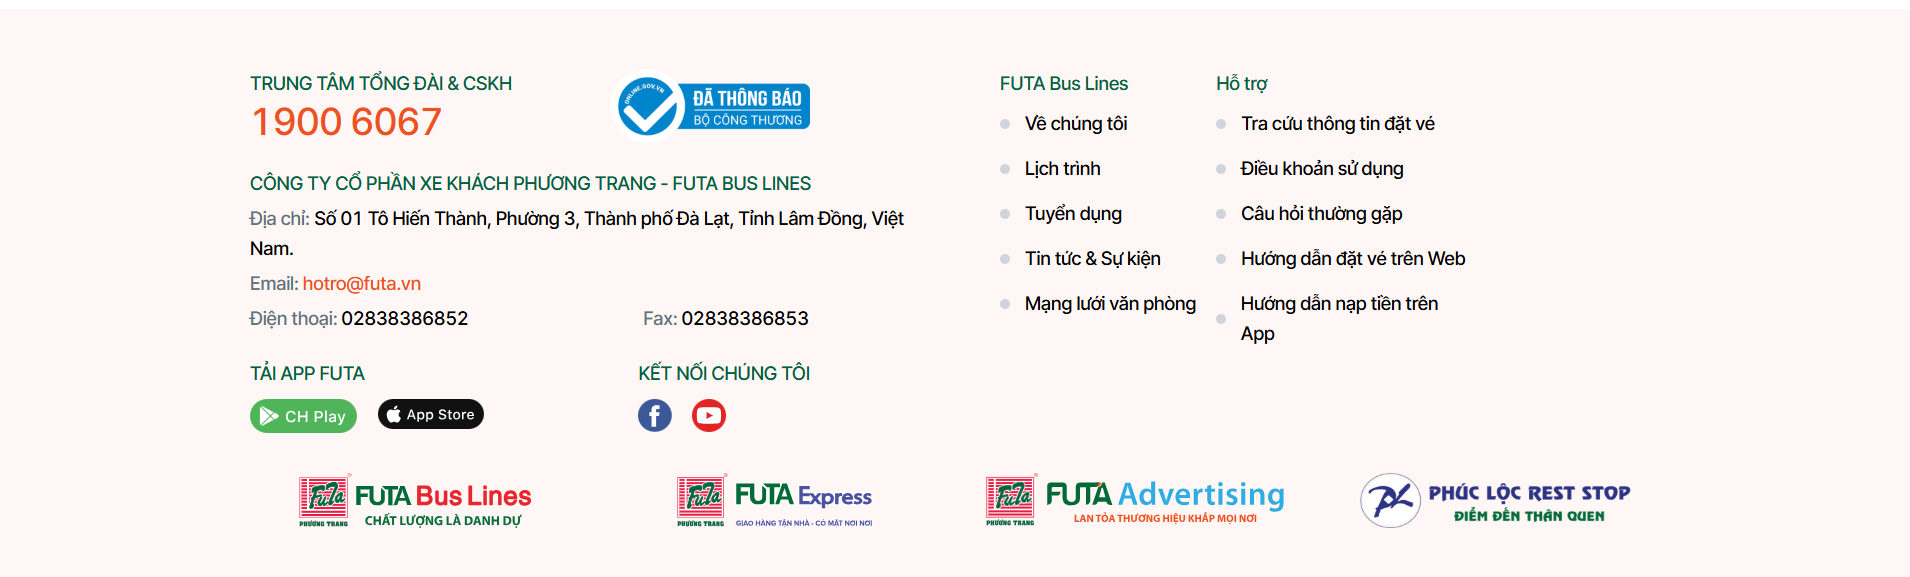 TRUNG TÂM TỔNG ĐÀI & CSKH
1900 6067
ONLINE.GOV.VN
ĐÃ THÔNG BÁO
BỘ CÔNG THƯƠNG
CÔNG TY CỔ PHẦN XE KHÁCH PHƯƠNG TRANG - FUTA BUS LINES
Địa chỉ: Số 01 Tô Hiến Thành, Phường 3, Thành phố Đà Lạt, Tỉnh Lâm Đồng, Việt
Nam.
Email: hotro@futa.vn
Điện thoại: 02838386852
Fax: 02838386853
TẢI APP FUTA
CH Play
App Store
KẾT NỐI CHÚNG TÔI
FUTA Bus Lines
Về chúng tôi
Lịch trình
Tuyển dụng
Tin tức & Sự kiện
Mạng lưới văn phòng
Hỗ trợ
Tra cứu thông tin đặt vé
Điều khoản sử dụng
Câu hỏi thường gặp
Hướng dẫn đặt vé trên Web
Hướng dẫn nạp tiền trên
App
FuTa
PHƯƠNG TRANG
FUTA Bus Lines
CHẤT LƯỢNG LÀ DANH DỰ
FuTa
PHƯƠNG TRANG
FUTA Express
GIAO HÀNG TẬN NHÀ - CÓ MẶT NƠI NƠI
FuTa
PHƯƠNG TRANG
FUTA Advertising
LAN TỎA THƯƠNG HIỆU KHẮP MỌI NƠI
PHÚC LỘC REST STOP
ĐIỂM ĐẾN THÂN QUEN